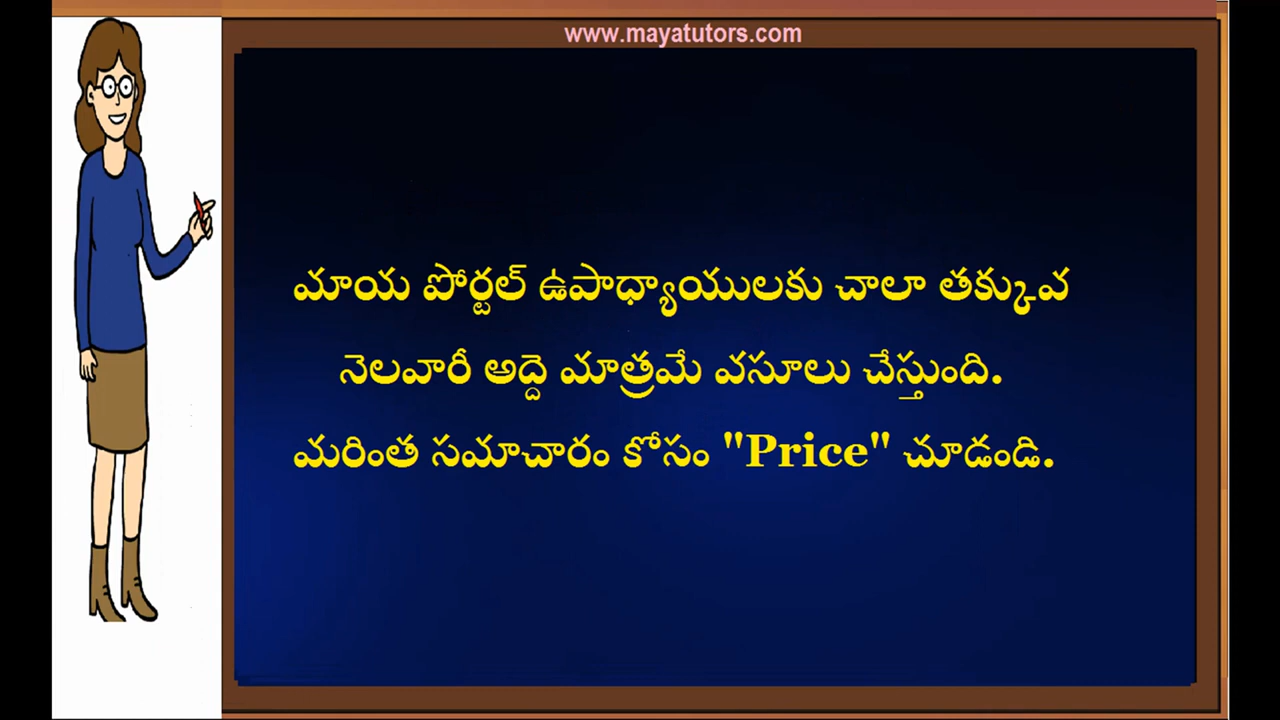 www.mayatutors.com
మాయ పోర్టల్ ఉపాధ్యాయులకు చాలా తక్కువ
నెలవారీ అద్దె మాత్రమే వసూలు చేస్తుంది.
మరింత సమాచారం కోసం "Price" చూడండి.